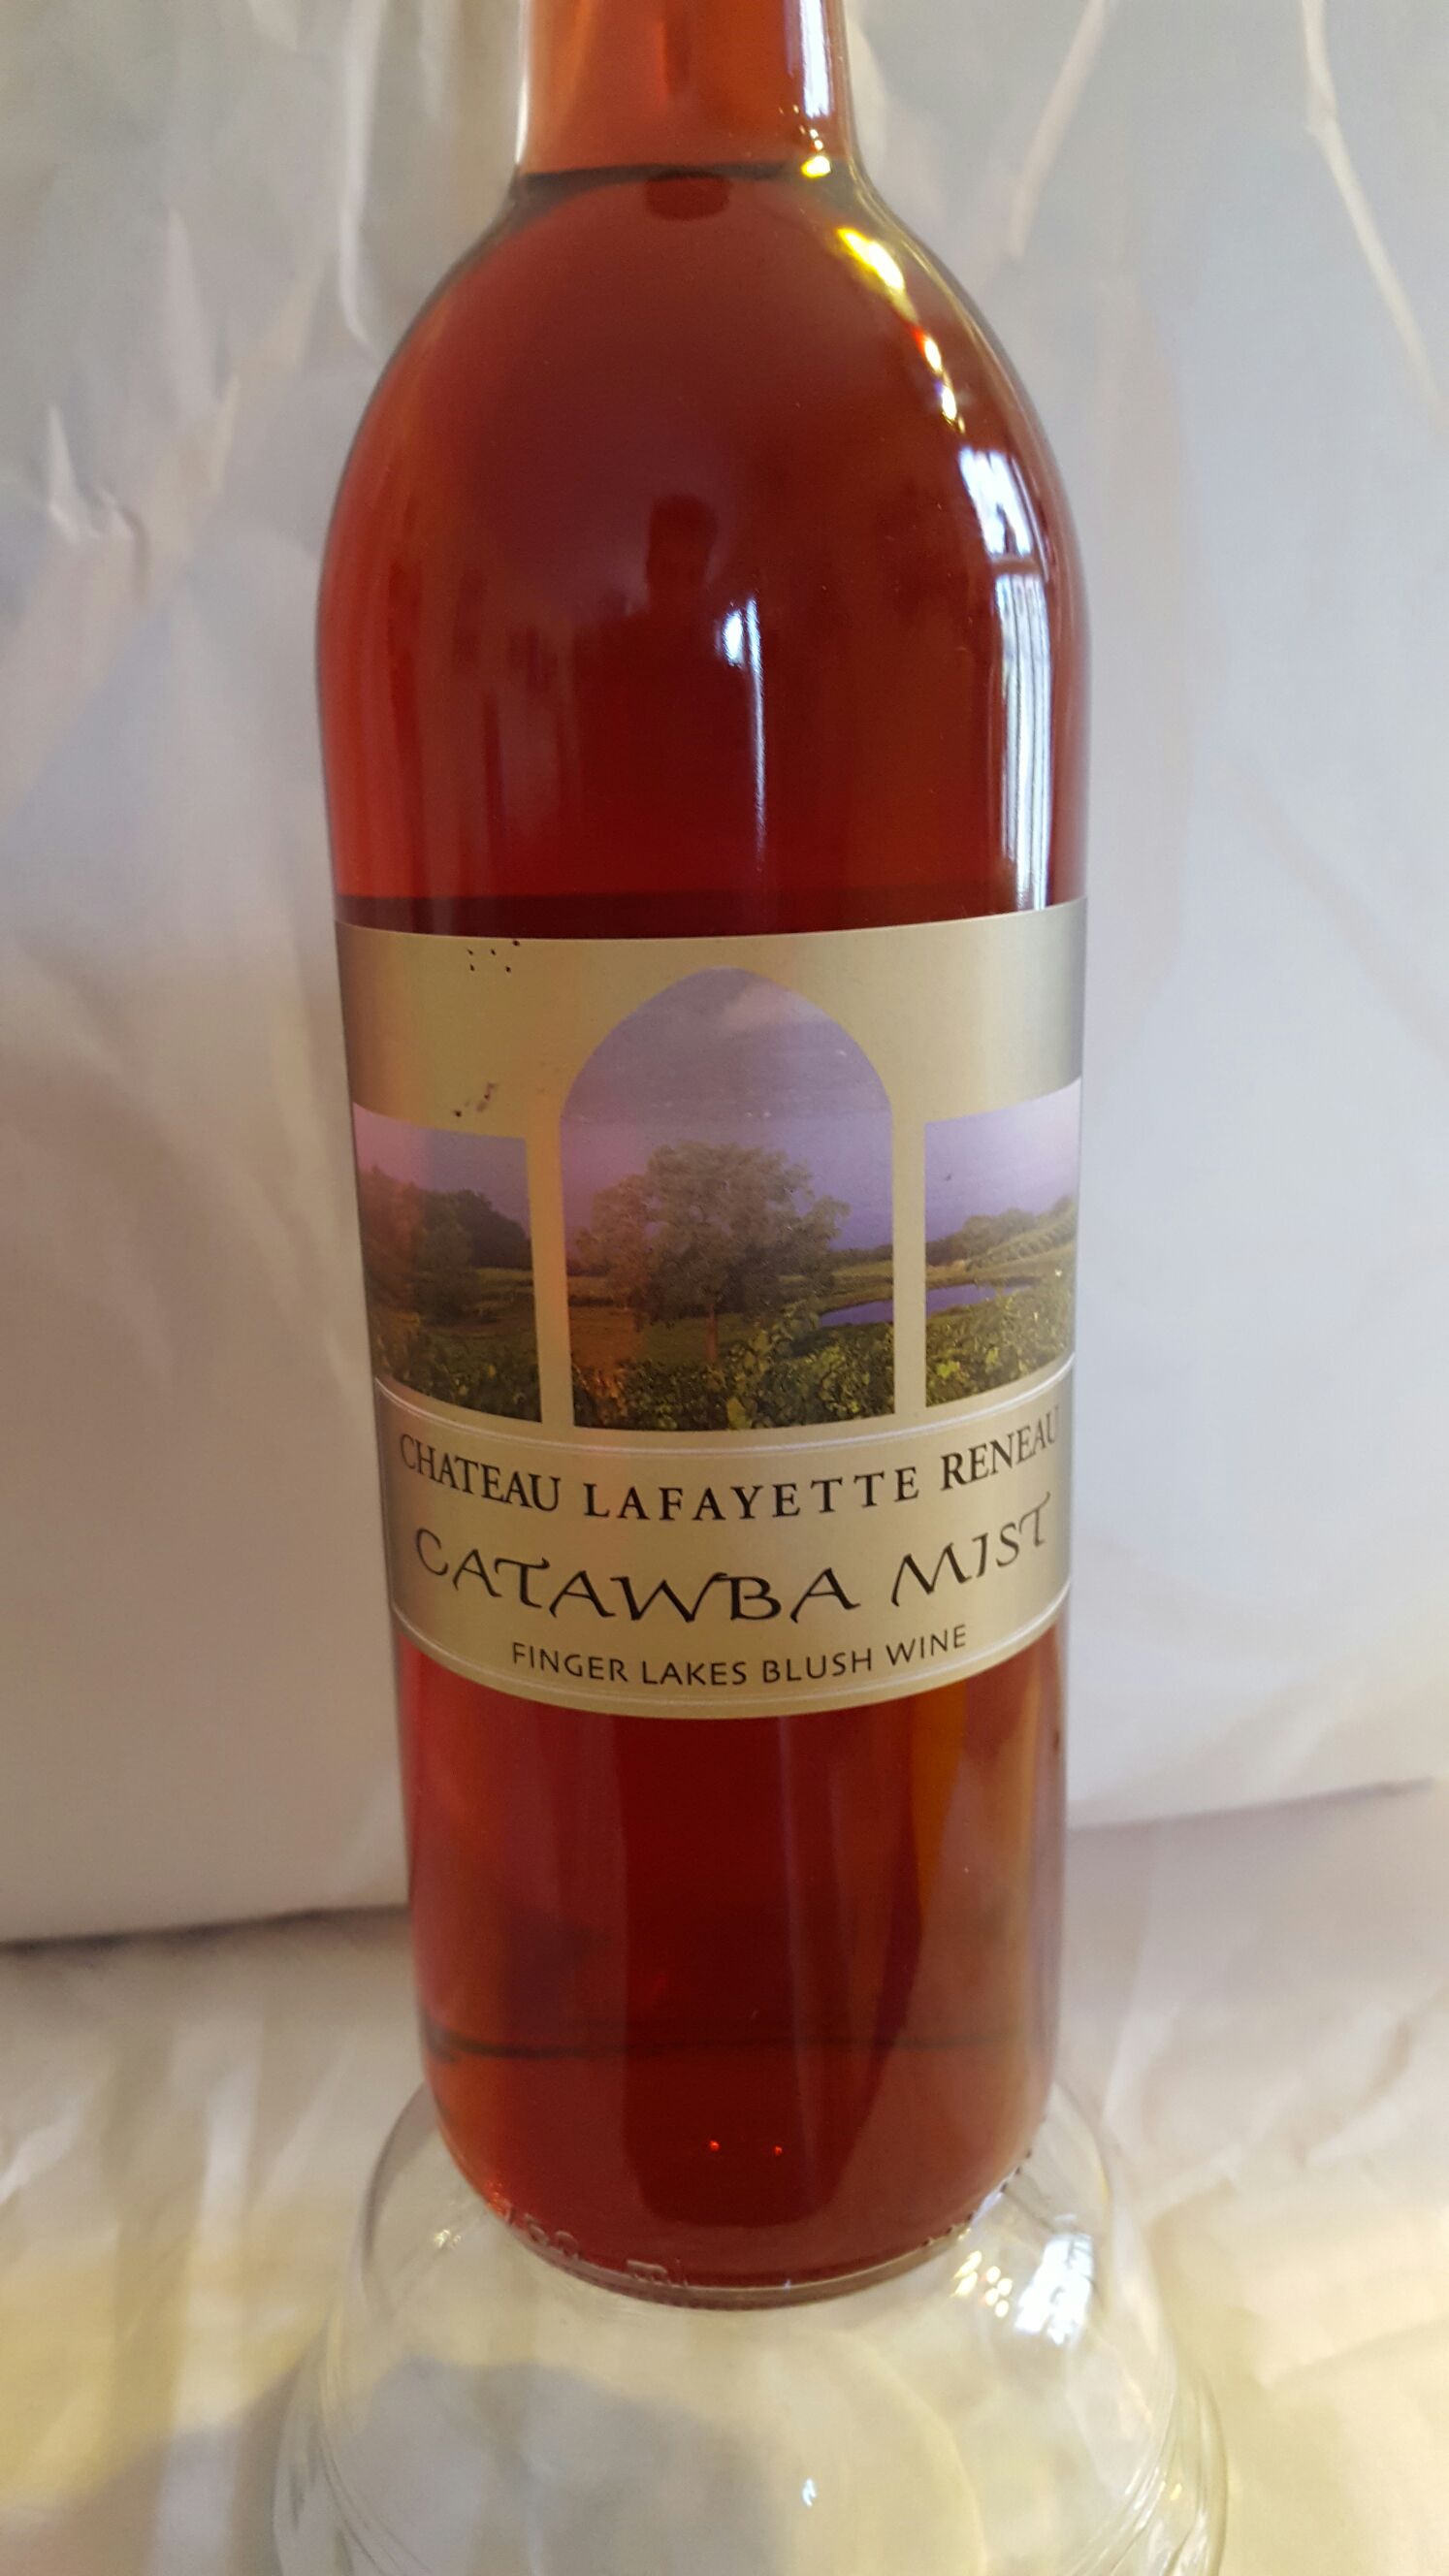 CHATEAU LAFAYETTE RENEAU
CATAWBA MIST
FINGER LAKES BLUSH WINE